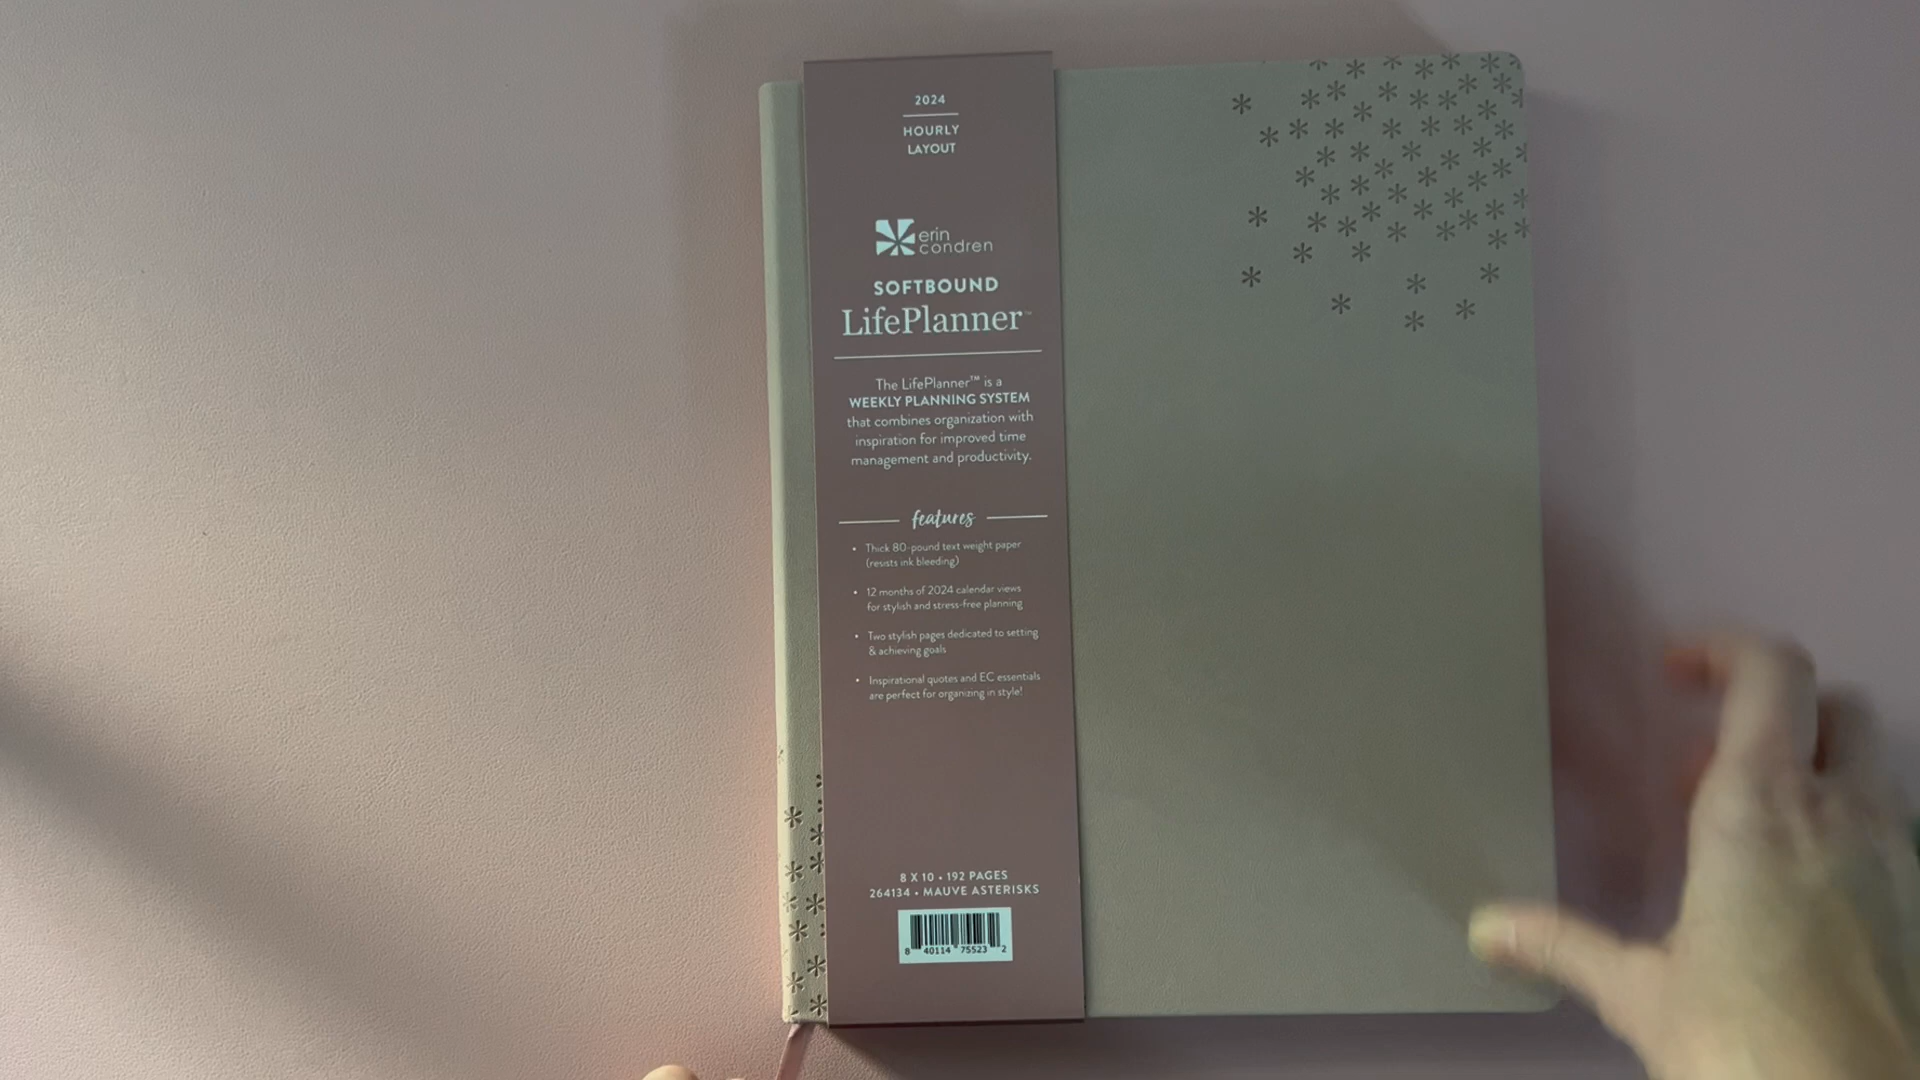 2024
HOURLY
LAYOUT
erin
condren
SOFTBOUND
LifePlanner™
The LifePlanner™ is a
WEEKLY PLANNING SYSTEM
that combines organization with
inspiration for improved time
management and productivity.
features
• Thick 80-pound text weight paper
(resists ink bleeding)
• 12 months of 2024 calendar views
for stylish and stress-free planning
• Two stylish pages dedicated to setting
& achieving goals
• Inspirational quotes and EC essentials
are perfect for organizing in style!
8 X 10 • 192 PAGES
264134 • MAUVE ASTERISKS
8 40114 75523 2